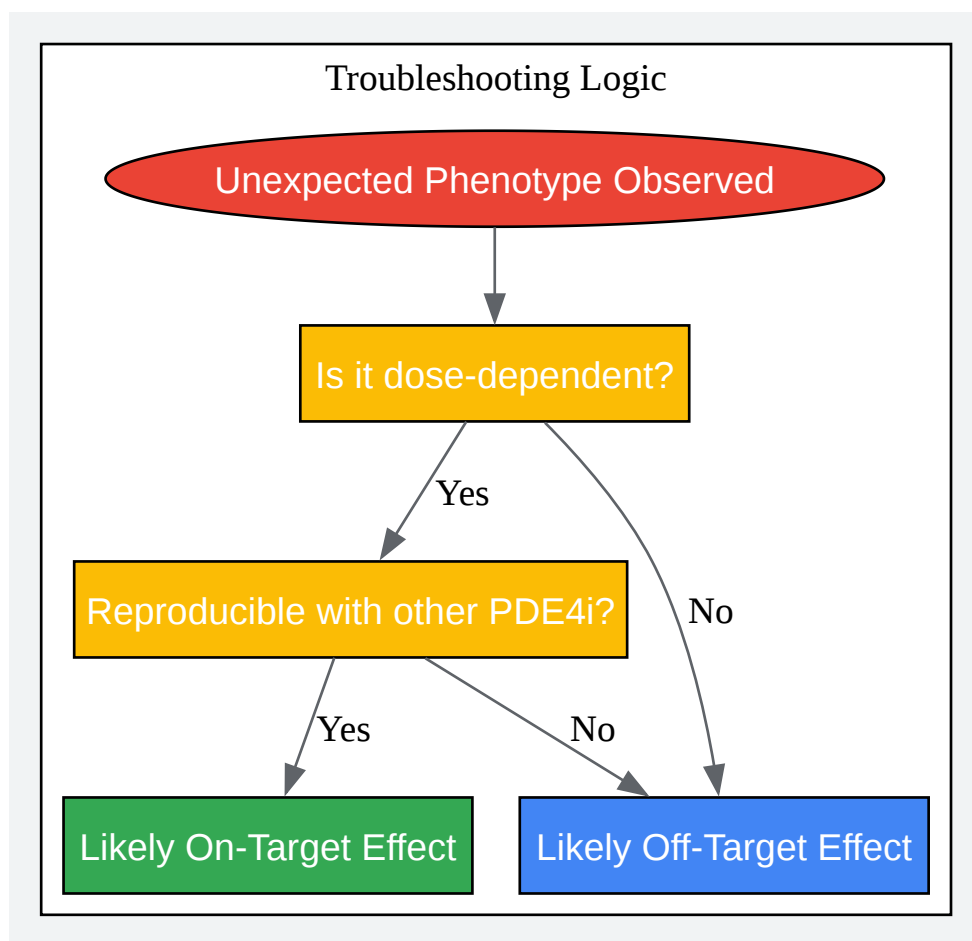 Troubleshooting Logic
Unexpected Phenotype Observed
Is it dose-dependent?
Yes
Reproducible with other PDE4i?
No
Yes
No
Likely On-Target Effect
Likely Off-Target Effect